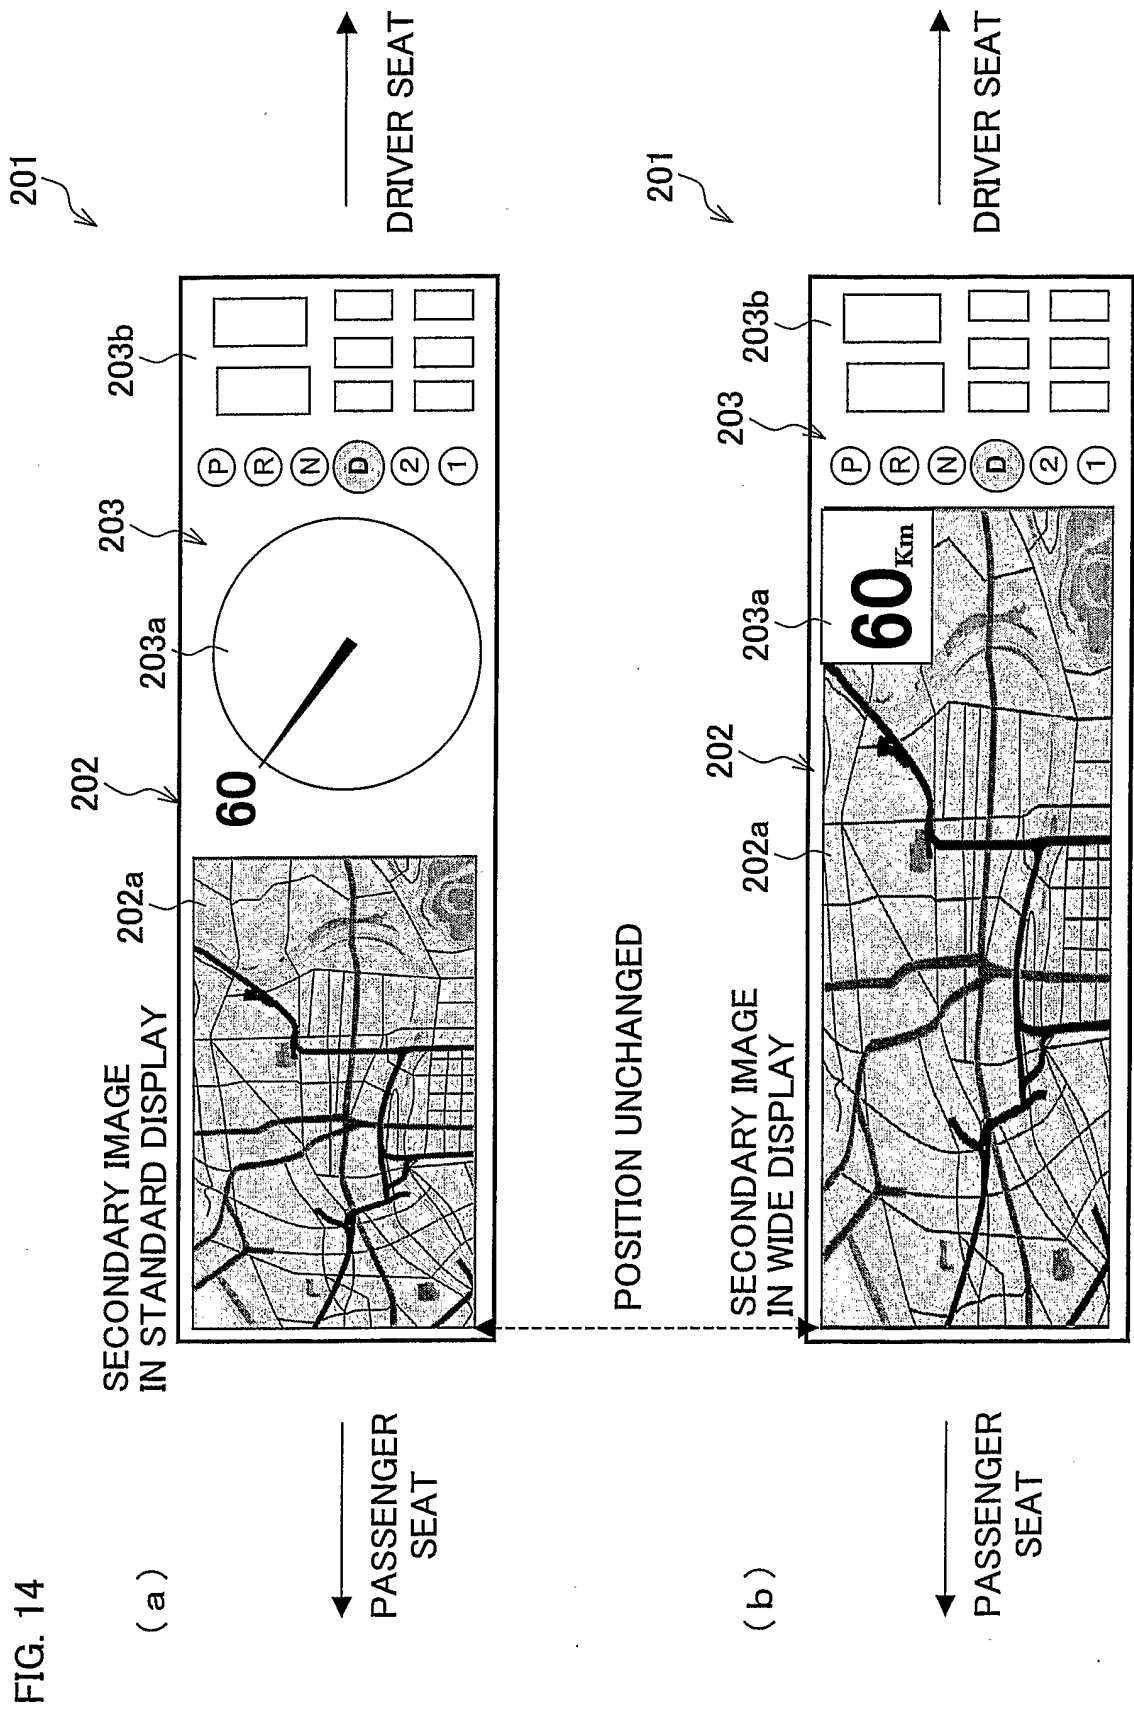 FIG. 14
(a)
SECONDARY IMAGE
IN STANDARD DISPLAY
202a
202
203a
203
203b
201
60
P
R
N
D
2
1
PASSENGER
SEAT
DRIVER SEAT
POSITION UNCHANGED
(b)
SECONDARY IMAGE
IN WIDE DISPLAY
202a
202
203a
203
203b
201
60Km
P
R
N
D
2
1
PASSENGER
SEAT
DRIVER SEAT